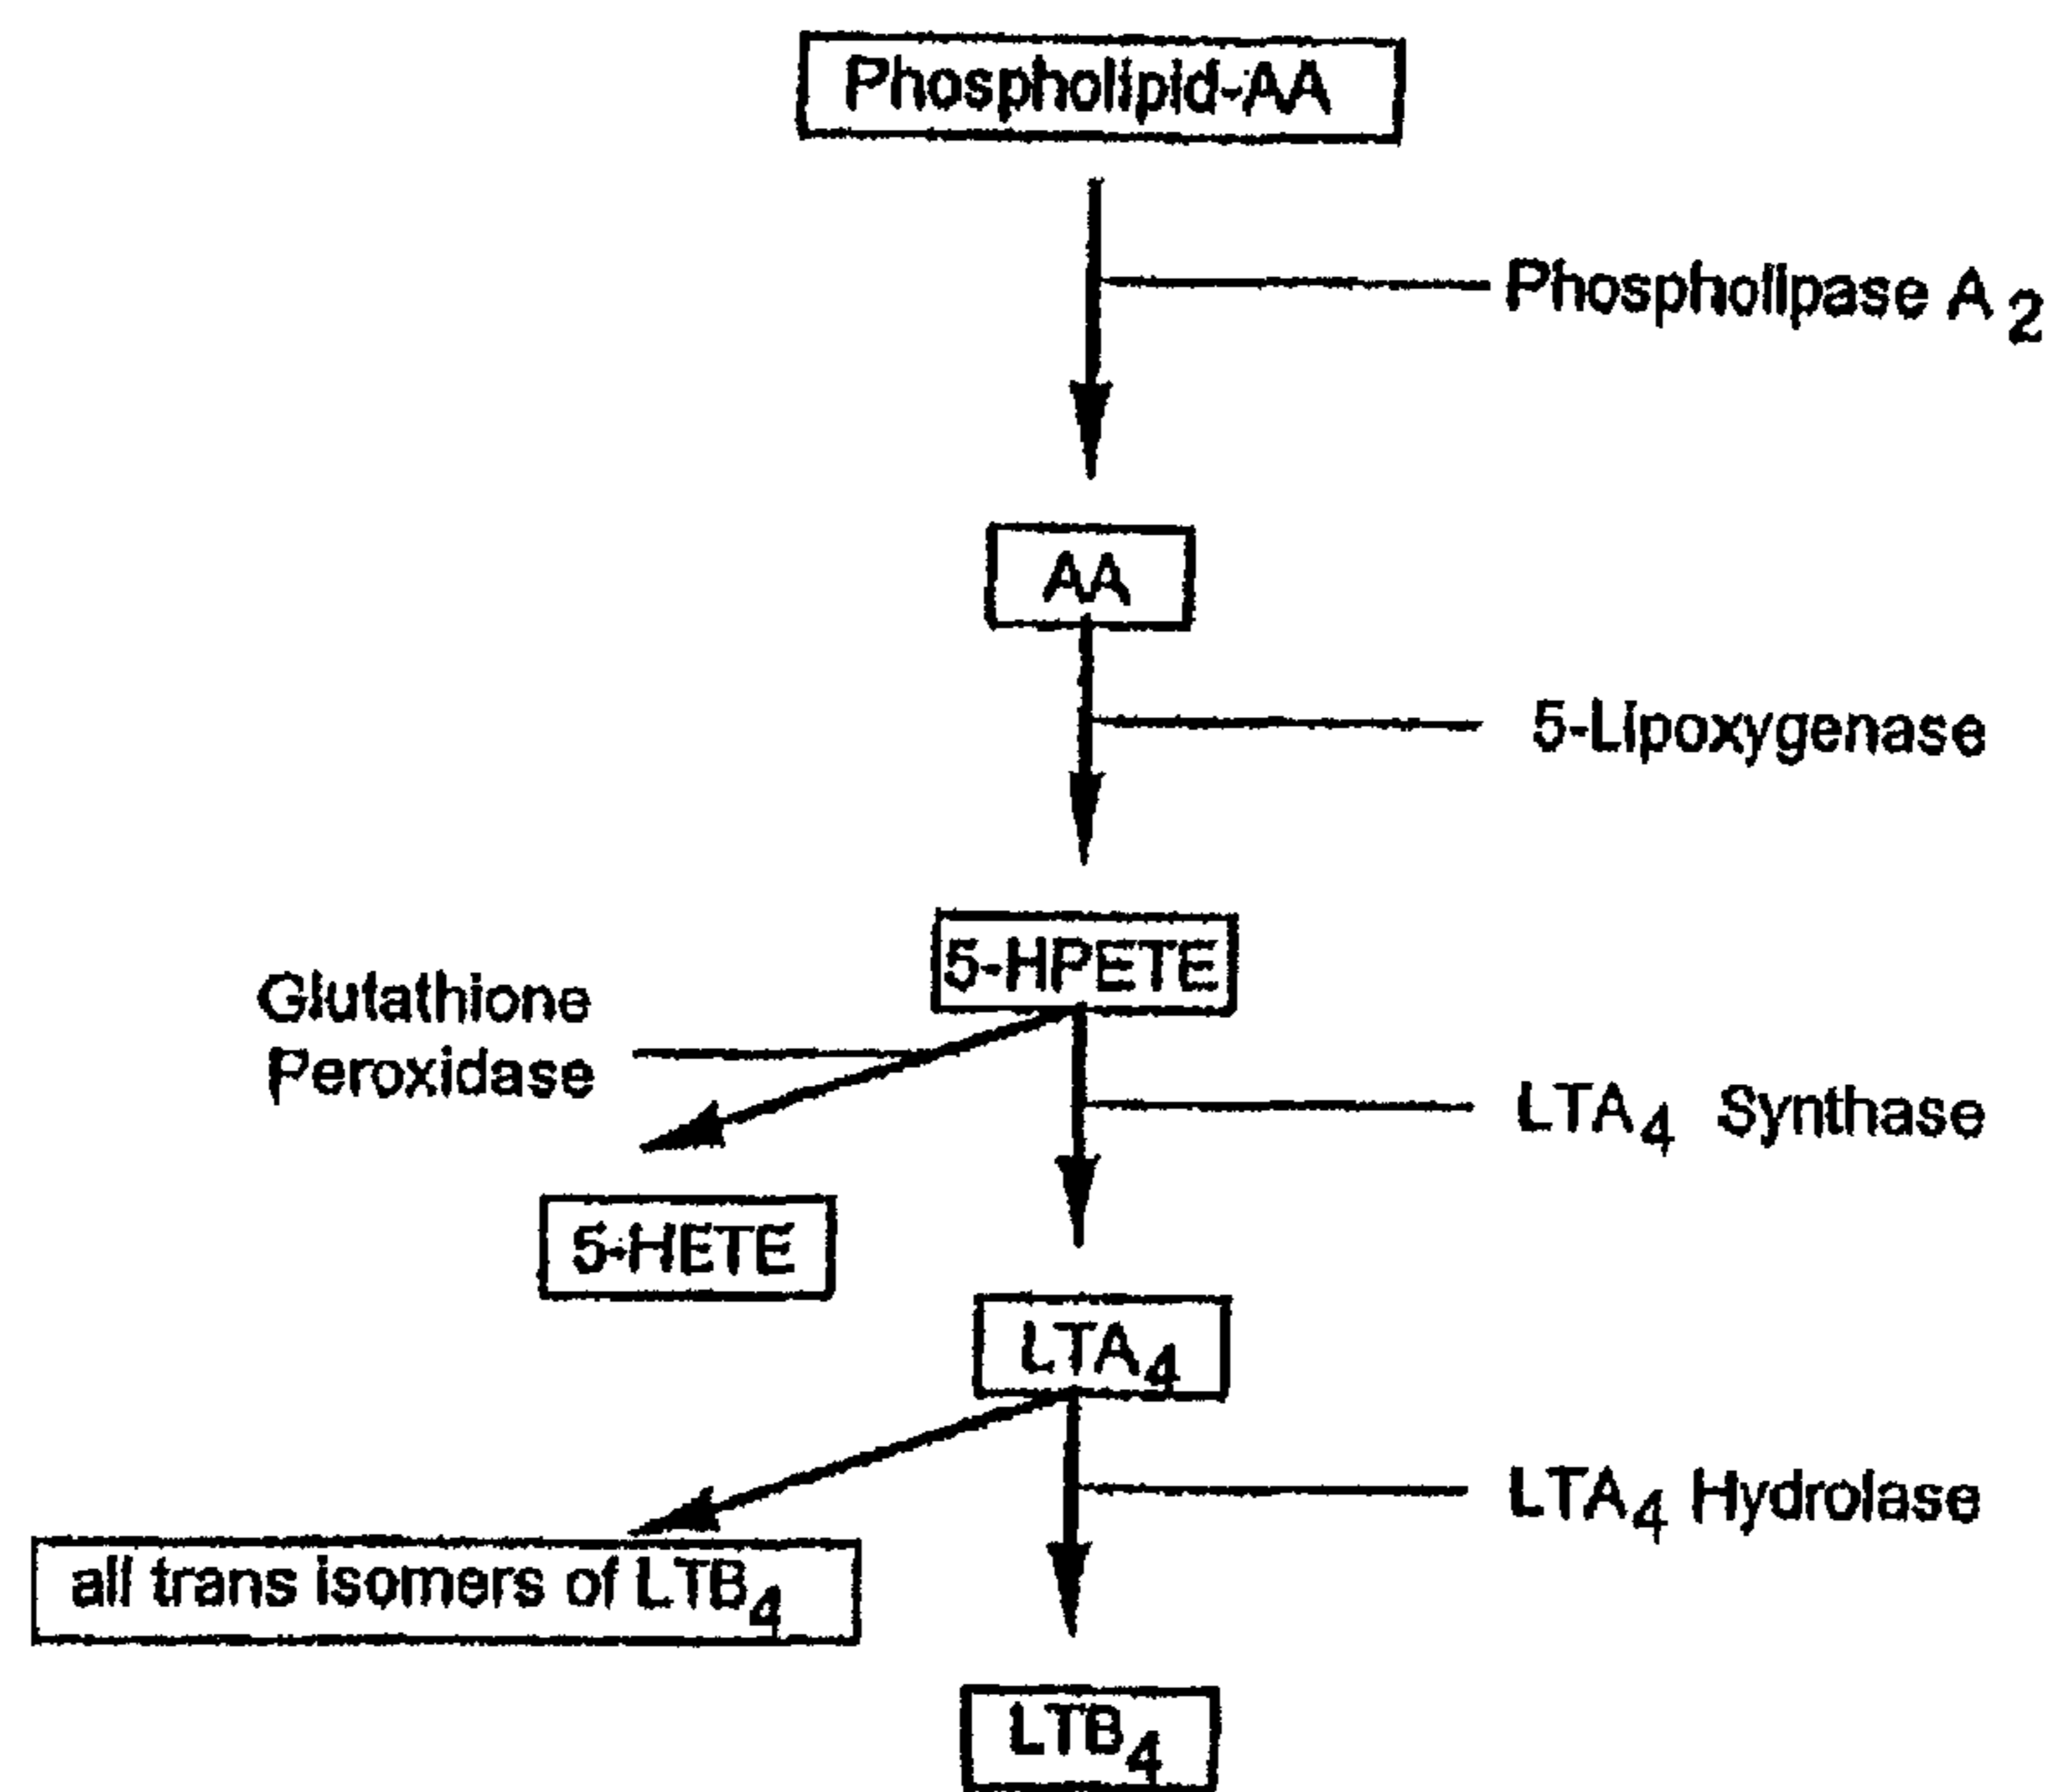 Phospholipid-AA
Phospholipase A2
AA
5-Lipoxygenase
5-HPETE
Glutathione
Peroxidase
LTA4 Synthase
5-HETE
LTA4
LTA4 Hydrolase
all trans isomers of LTB4
LTB4